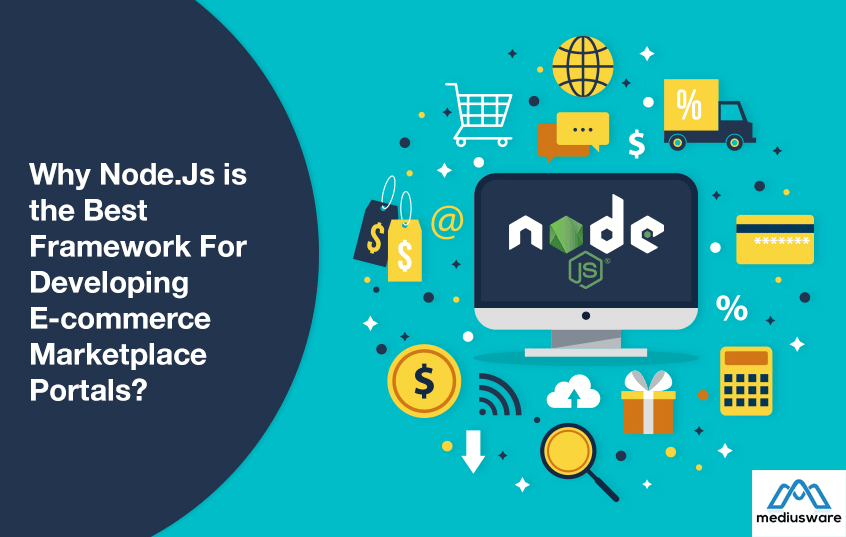 Why Node.Js is
the Best
Framework For
Developing
E-commerce
Marketplace
Portals?
%
$
$
$
@
node
JS
®
*******
%
$
mediusware